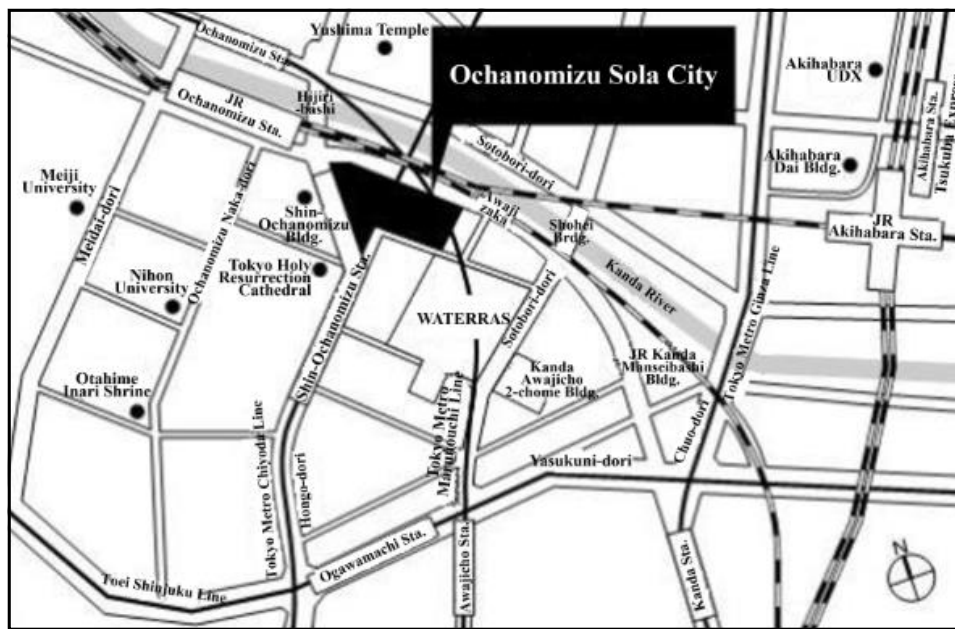 Ochanomizu Sta.
Yushima Temple
Ochanomizu Sola City
Akihabara
UDX
Akihabara Sta.
Tsukuba Express
JR
Ochanomizu Sta.
Hijiri
-bashi
Sotobori-dori
Akihabara
Dai Bldg.
Meiji
University
Meidai-dori
Ochanomizu Naka-dori
Shin-
Ochanomizu
Bldg.
Awaji
zaka
Shohei
Brdg.
JR
Akihabara Sta.
Tokyo Holy
Resurrection
Cathedral
Shin-Ochanomizu Sta.
Nihon
University
WATERRAS
Sotobori-dori
Kanda River
Tokyo Metro Ginza Line
Otahime
Inari Shrine
Kanda
Awajicho
2-chome Bldg.
JR Kanda
Manseibashi
Bldg.
Tokyo Metro
Marunouchi Line
Chuo-dori
Yasukuni-dori
Tokyo Metro Chiyoda Line
Hongo-dori
Toei Shinjuku Line
Ogawamachi Sta.
Awajicho Sta.
Kanda Sta.
N